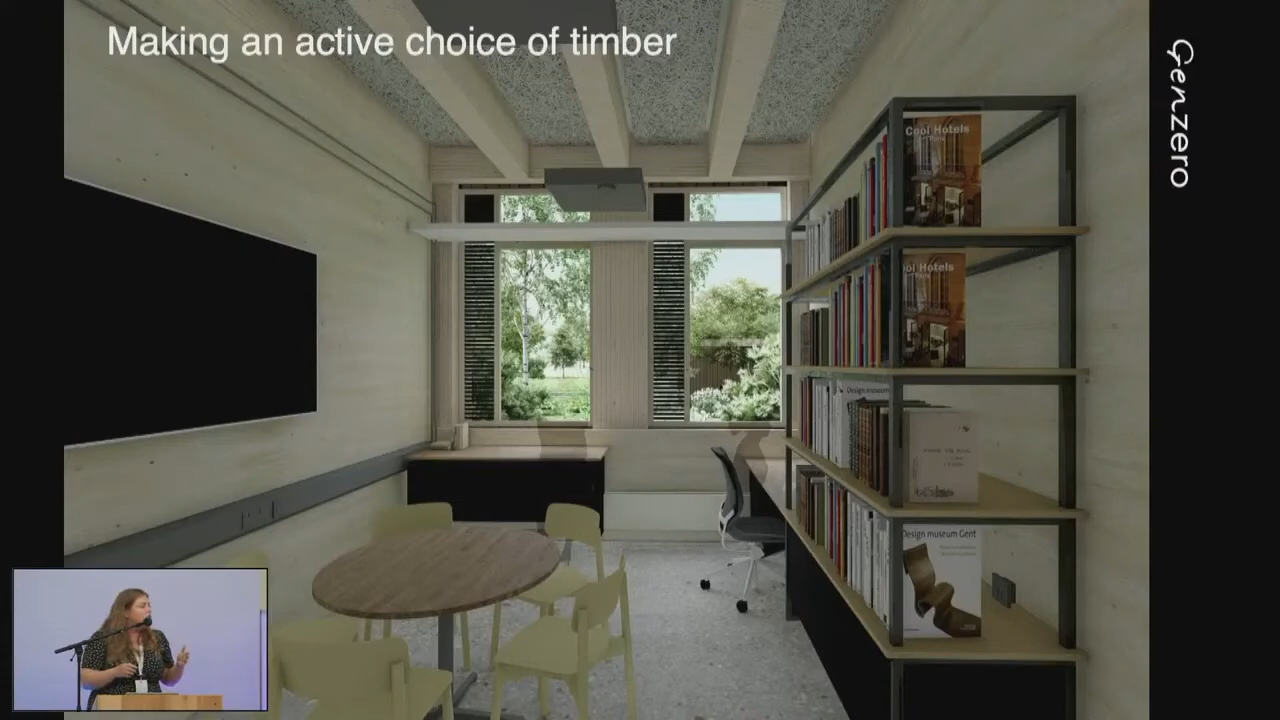 Making an active choice of timber
Genzero
Cool Hotels
Cool Hotels
Design museum
Design museum Gent